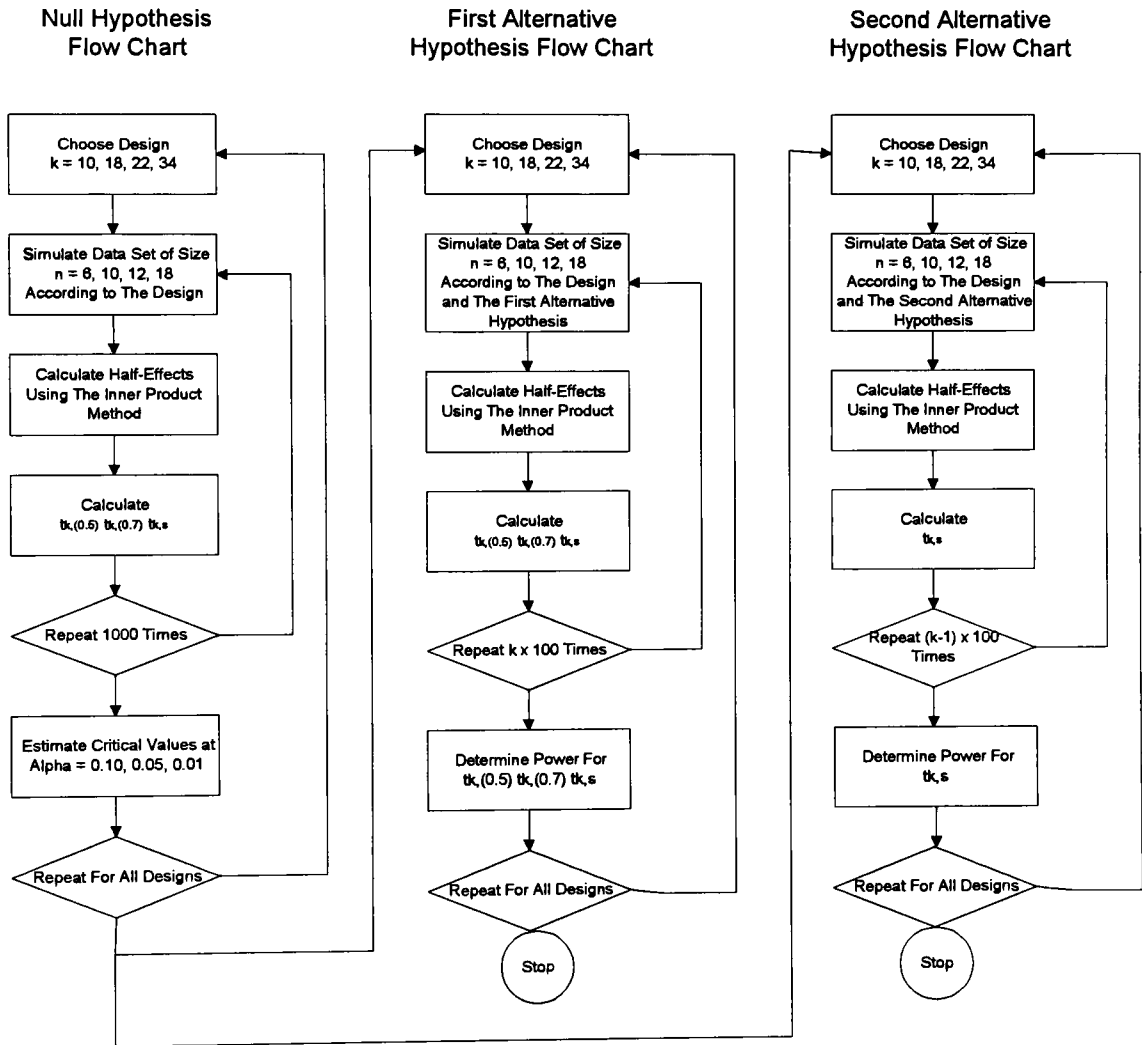 Null Hypothesis
Flow Chart
Choose Design
k = 10, 18, 22, 34
Simulate Data Set of Size
n = 6, 10, 12, 18
According to The Design
Calculate Half-Effects
Using The Inner Product
Method
Calculate
tk,(0.5) tk,(0.7) tk,s
Repeat 1000 Times
Estimate Critical Values at
Alpha = 0.10, 0.05, 0.01
Repeat For All Designs
First Alternative
Hypothesis Flow Chart
Choose Design
k = 10, 18, 22, 34
Simulate Data Set of Size
n = 6, 10, 12, 18
According to The Design
and The First Alternative
Hypothesis
Calculate Half-Effects
Using The Inner Product
Method
Calculate
tk,(0.5) tk,(0.7) tk,s
Repeat k x 100 Times
Determine Power For
tk,(0.5) tk,(0.7) tk,s
Repeat For All Designs
Stop
Second Alternative
Hypothesis Flow Chart
Choose Design
k = 10, 18, 22, 34
Simulate Data Set of Size
n = 6, 10, 12, 18
According to The Design
and The Second Alternative
Hypothesis
Calculate Half-Effects
Using The Inner Product
Method
Calculate
tk,s
Repeat (k-1) x 100
Times
Determine Power For
tk,s
Repeat For All Designs
Stop